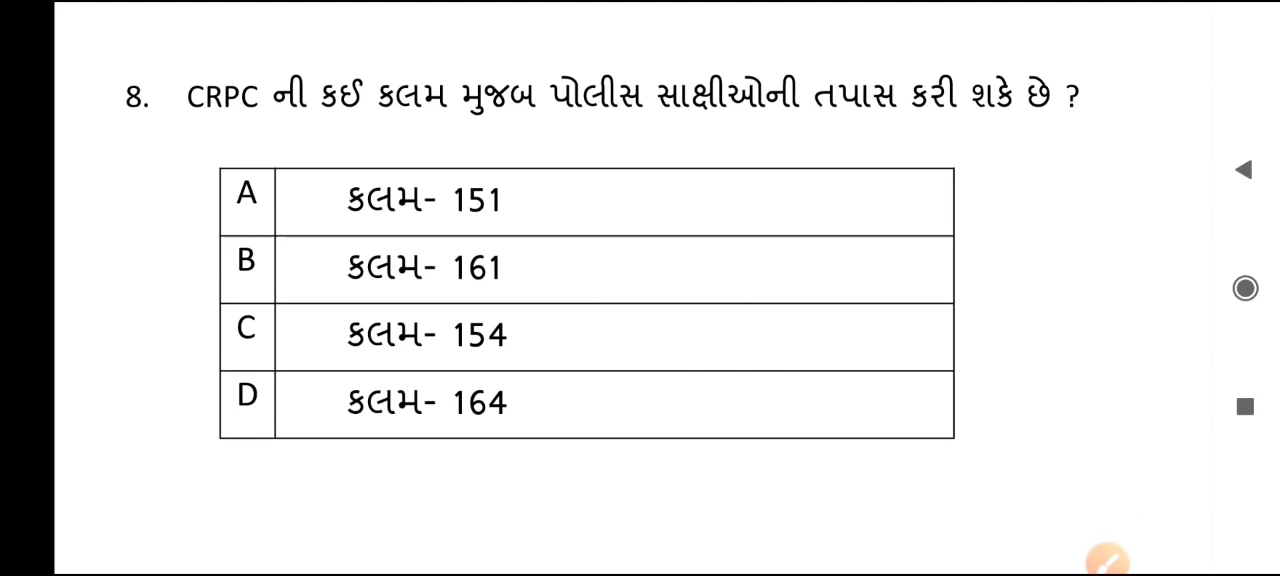 8. CRPC ની કઈ કલમ મુજબ પોલીસ સાક્ષીઓની તપાસ કરી શકે છે ?
A કલમ- 151
B કલમ- 161
C કલમ- 154
D કલમ- 164